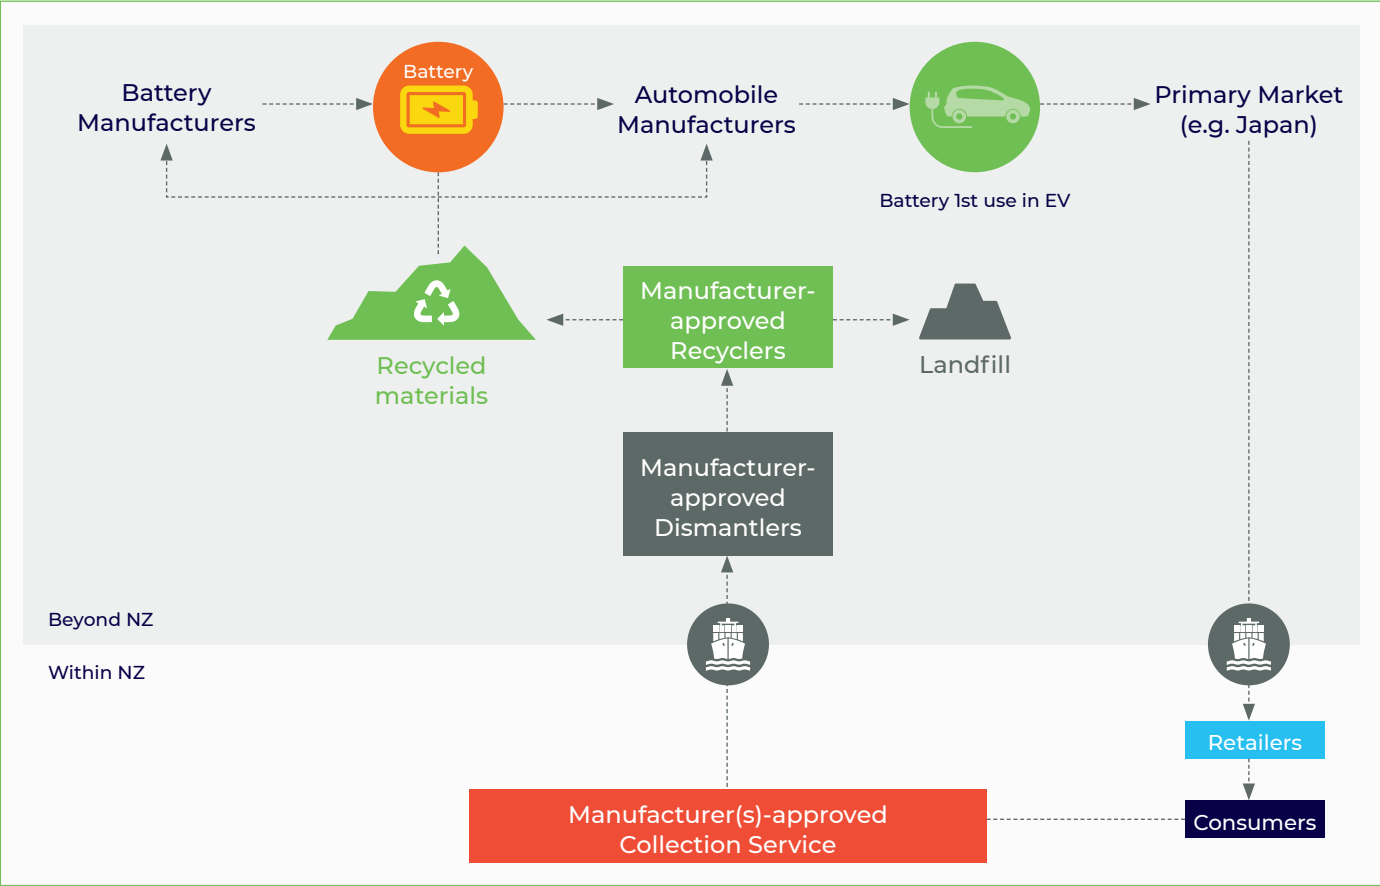 Battery
Manufacturers
Battery
Automobile
Manufacturers
Primary Market
(e.g. Japan)
Battery 1st use in EV
Recycled
materials
Manufacturer-
approved
Recyclers
Landfill
Manufacturer-
approved
Dismantlers
Beyond NZ
Within NZ
Retailers
Consumers
Manufacturer(s)-approved
Collection Service